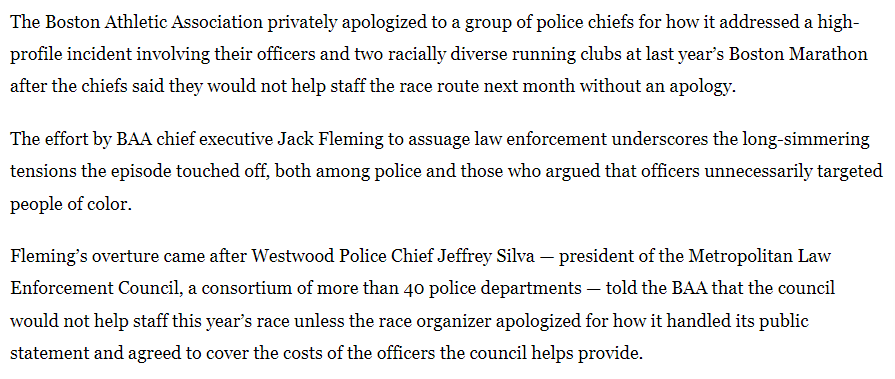 The Boston Athletic Association privately apologized to a group of police chiefs for how it addressed a high-
profile incident involving their officers and two racially diverse running clubs at last year’s Boston Marathon
after the chiefs said they would not help staff the race route next month without an apology.
The effort by BAA chief executive Jack Fleming to assuage law enforcement underscores the long-simmering
tensions the episode touched off, both among police and those who argued that officers unnecessarily targeted
people of color.
Fleming’s overture came after Westwood Police Chief Jeffrey Silva — president of the Metropolitan Law
Enforcement Council, a consortium of more than 40 police departments — told the BAA that the council
would not help staff this year’s race unless the race organizer apologized for how it handled its public
statement and agreed to cover the costs of the officers the council helps provide.